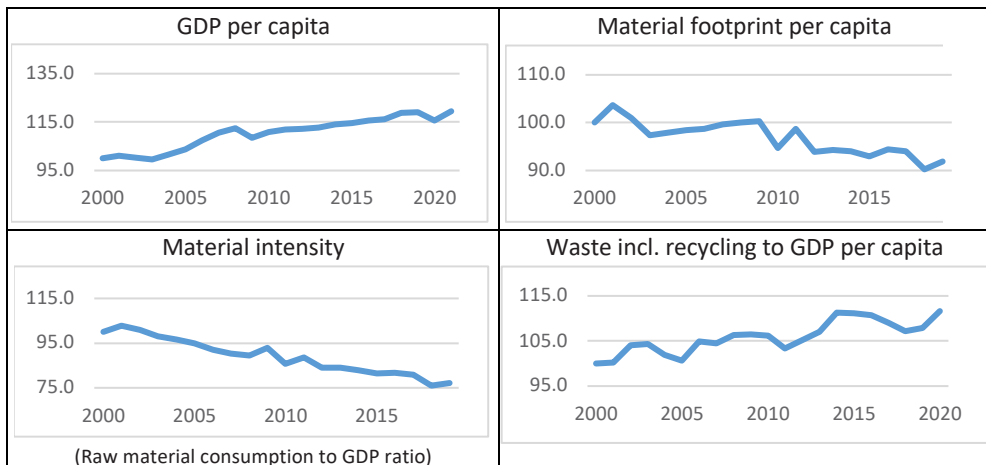 GDP per capita
135.0
115.0
95.0
2000 2005 2010 2015 2020
Material footprint per capita
110.0
100.0
90.0
2000 2005 2010 2015
Material intensity
115.0
95.0
75.0
2000 2005 2010 2015
(Raw material consumption to GDP ratio)
Waste incl. recycling to GDP per capita
115.0
105.0
95.0
2000 2005 2010 2015 2020